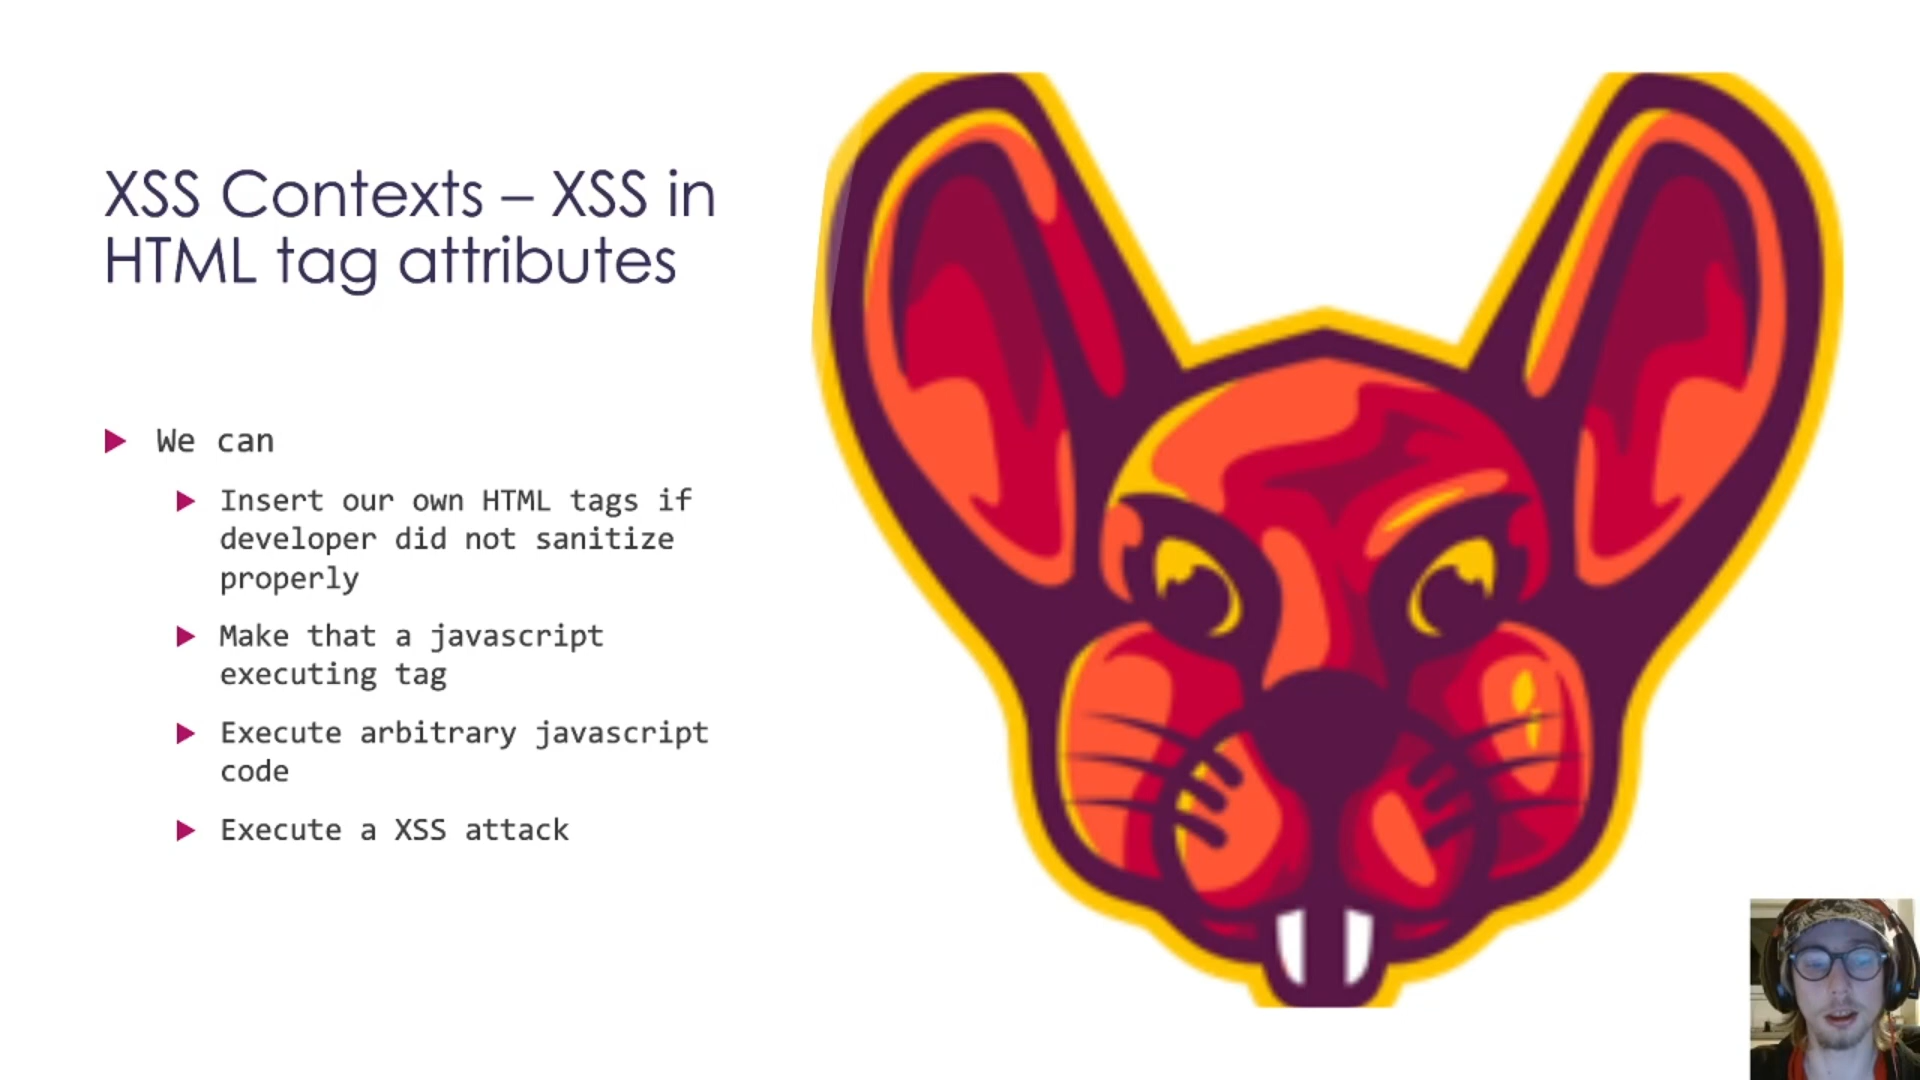 XSS Contexts – XSS in
HTML tag attributes
We can
Insert our own HTML tags if
developer did not sanitize
properly
Make that a javascript
executing tag
Execute arbitrary javascript
code
Execute a XSS attack